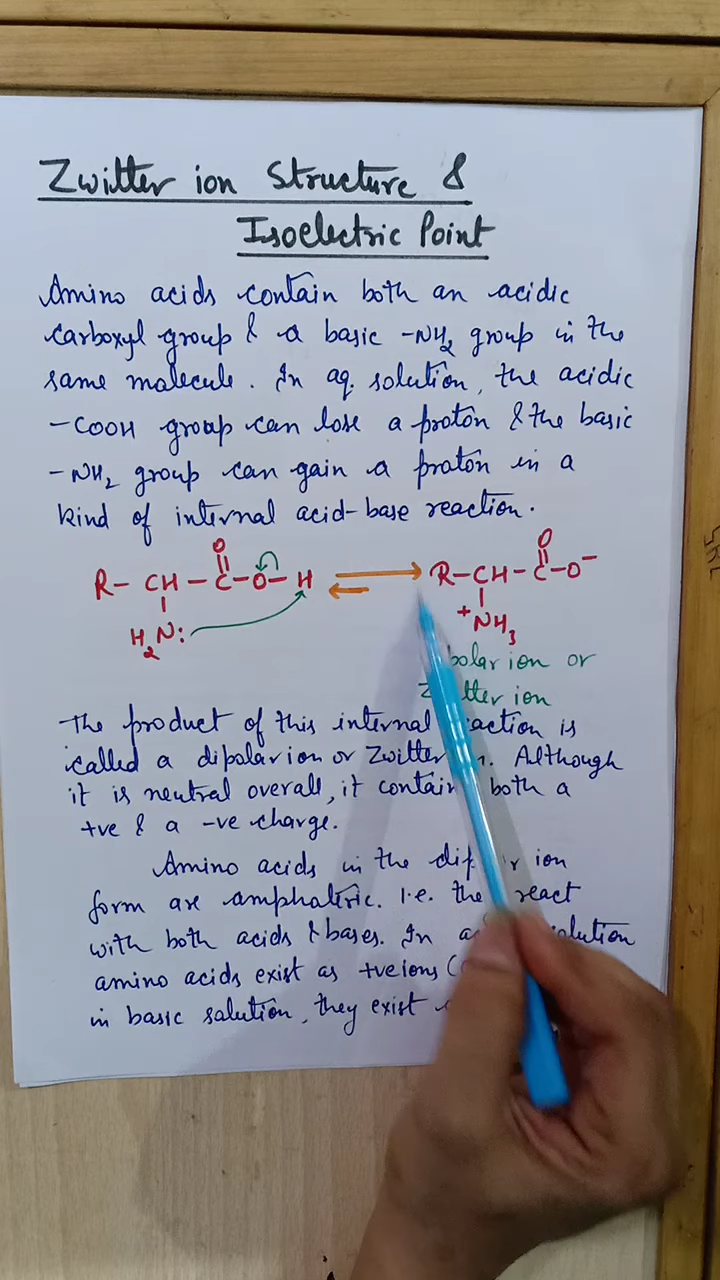 Zwitter ion Structure &
Isoelectric Point
Amino acids contain both an acidic
carboxyl group & a basic -NH2 group in the
same molecule. In aq. solution, the acidic
-COOH group can lose a proton & the basic
-NH2 group can gain a proton in a
kind of internal acid-base reaction.
O O
R- CH - C - O - H R-CH-C-O-
H2N: +NH3
polar ion or
ion
The product of this internal reaction is
called a dipolar ion or Zwitter. Although
it is neutral overall, it contain both a
+ve & a -ve charge.
Amino acids in the ion
form are amphateric. i.e. the react
with both acids & bases. In
amino acids exist as +ve ions (
in basic solution, they exist